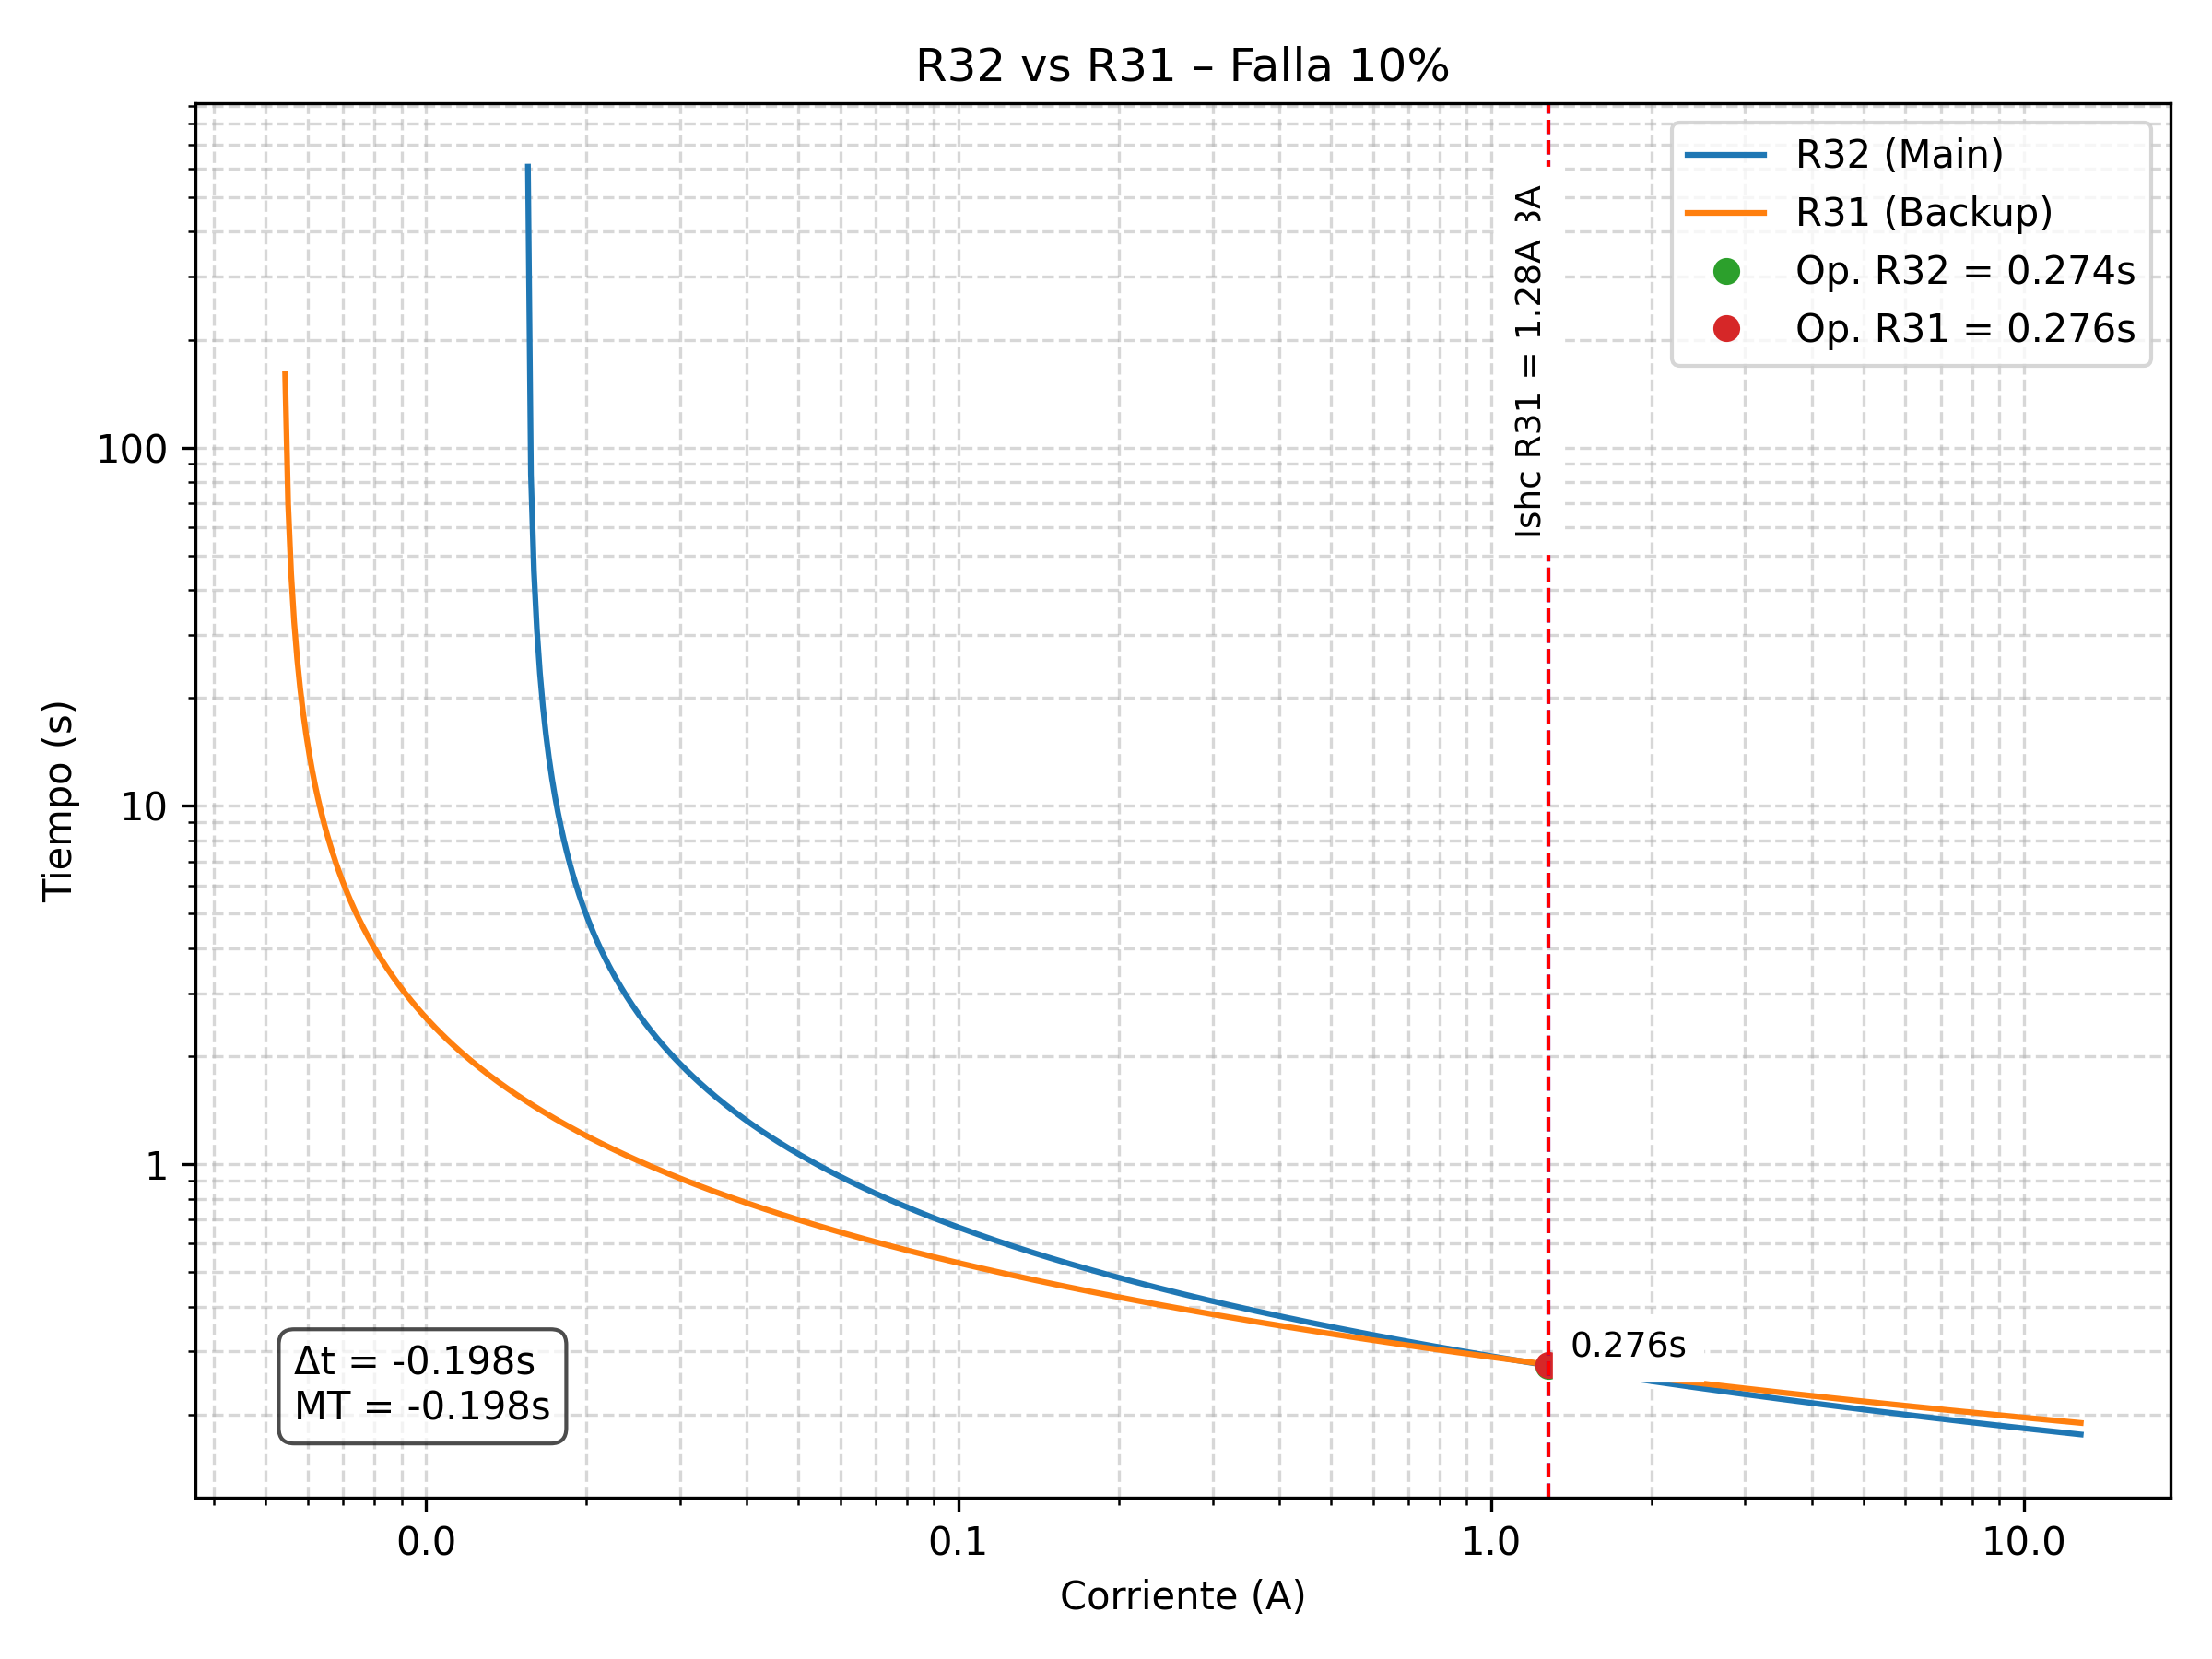 R32 vs R31 – Falla 10%
R32 (Main)
R31 (Backup)
Op. R32 = 0.274s
Op. R31 = 0.276s
Ishc R31 = 1.28A
Tiempo (s)
100
10
1
0.276s
Δt = -0.198s
MT = -0.198s
0.0
0.1
1.0
10.0
Corriente (A)